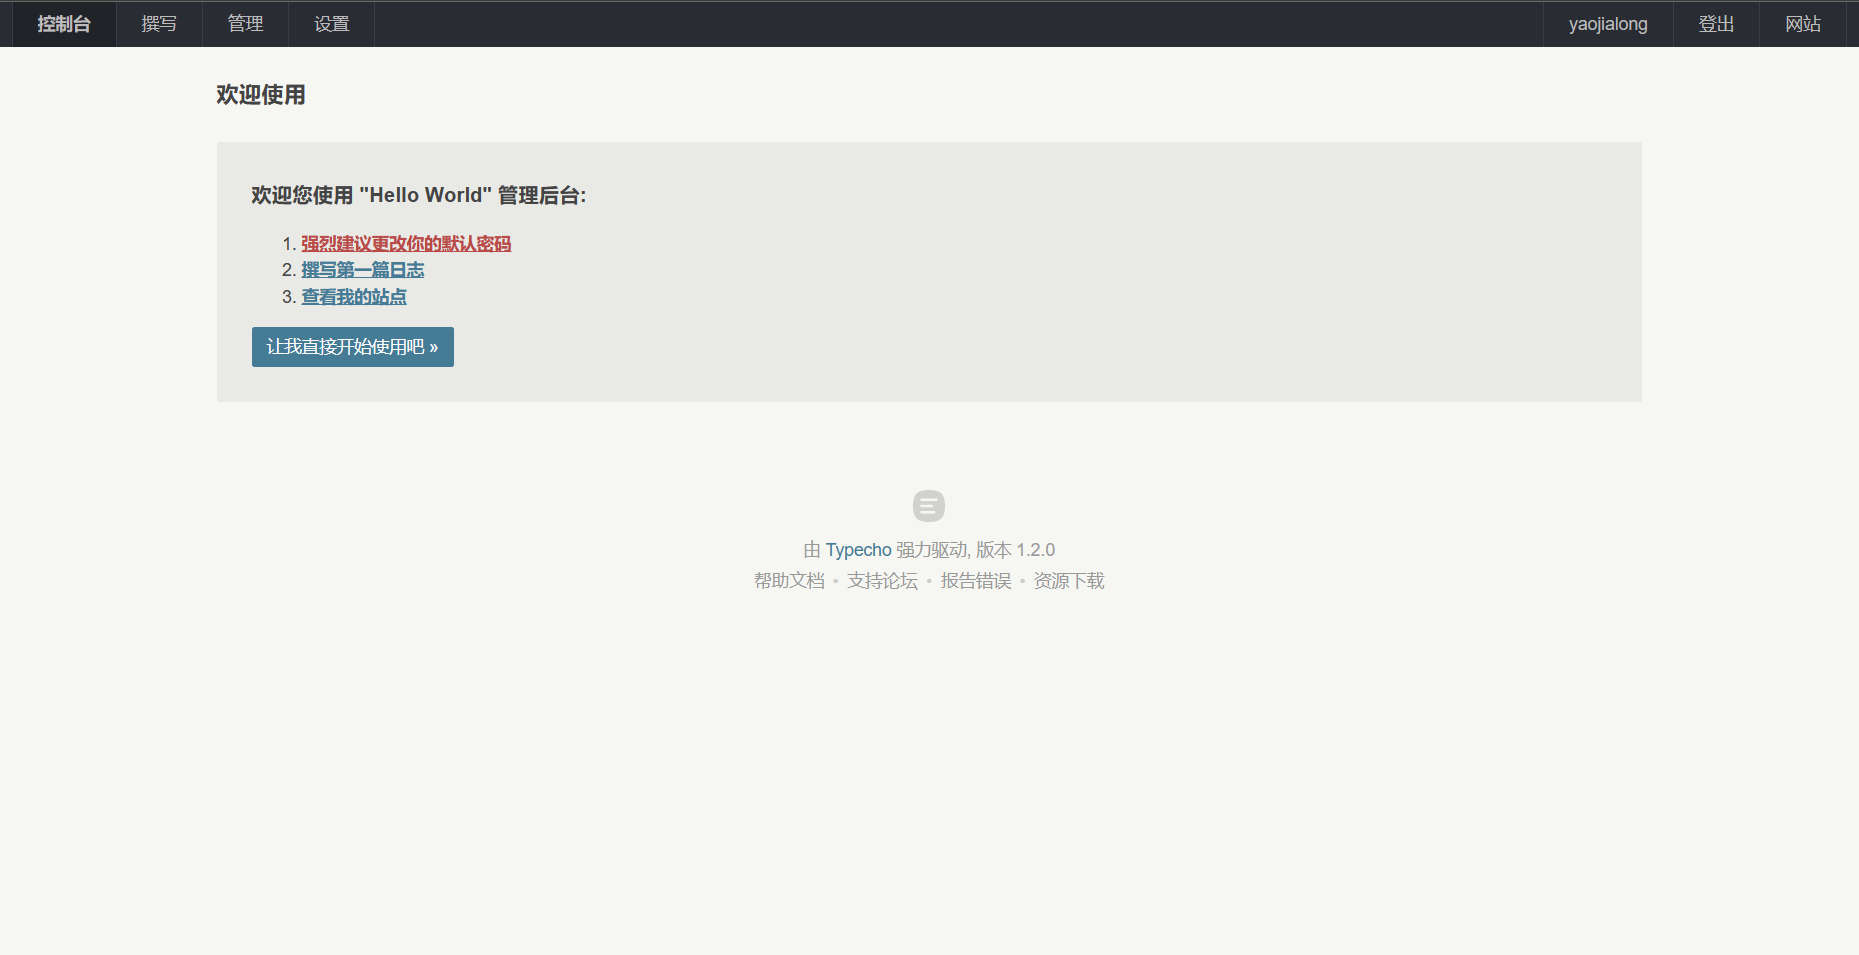 控制台 撰写 管理 设置 yaojialong 登出 网站
欢迎使用
欢迎您使用 "Hello World" 管理后台:
1. 强烈建议更改你的默认密码
2. 撰写第一篇日志
3. 查看我的站点
让我直接开始使用吧 »
由 Typecho 强力驱动, 版本 1.2.0
帮助文档 • 支持论坛 • 报告错误 • 资源下载